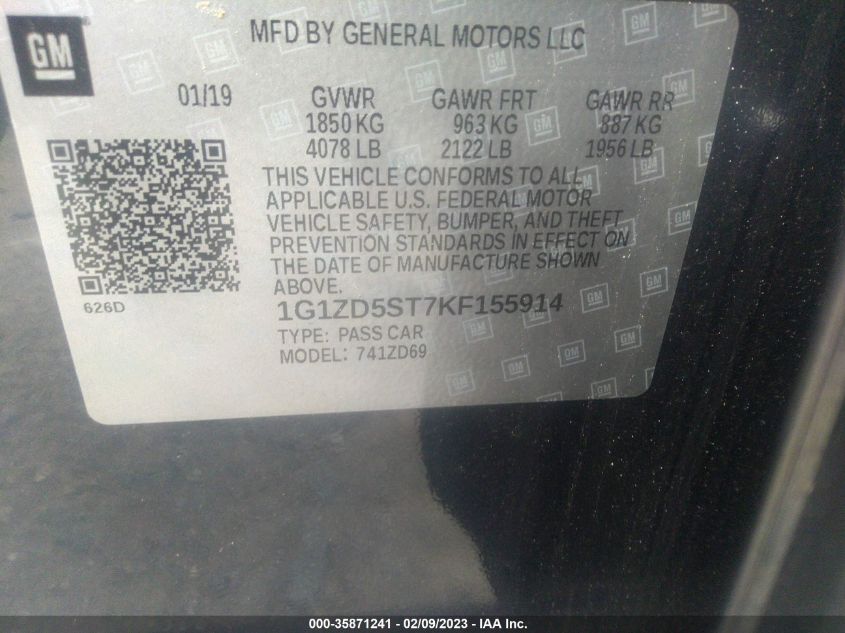 GM
MFD BY GENERAL MOTORS LLC
01/19 GVWR GAWR FRT GAWR RR
1850 KG 963 KG 887 KG
4078 LB 2122 LB 1956 LB
THIS VEHICLE CONFORMS TO ALL
APPLICABLE U.S. FEDERAL MOTOR
VEHICLE SAFETY, BUMPER, AND THEFT
PREVENTION STANDARDS IN EFFECT ON
THE DATE OF MANUFACTURE SHOWN
ABOVE.
626D
1G1ZD5ST7KF155914
TYPE: PASS CAR
MODEL: 741ZD69
000-35871241 - 02/09/2023 - IAA Inc.